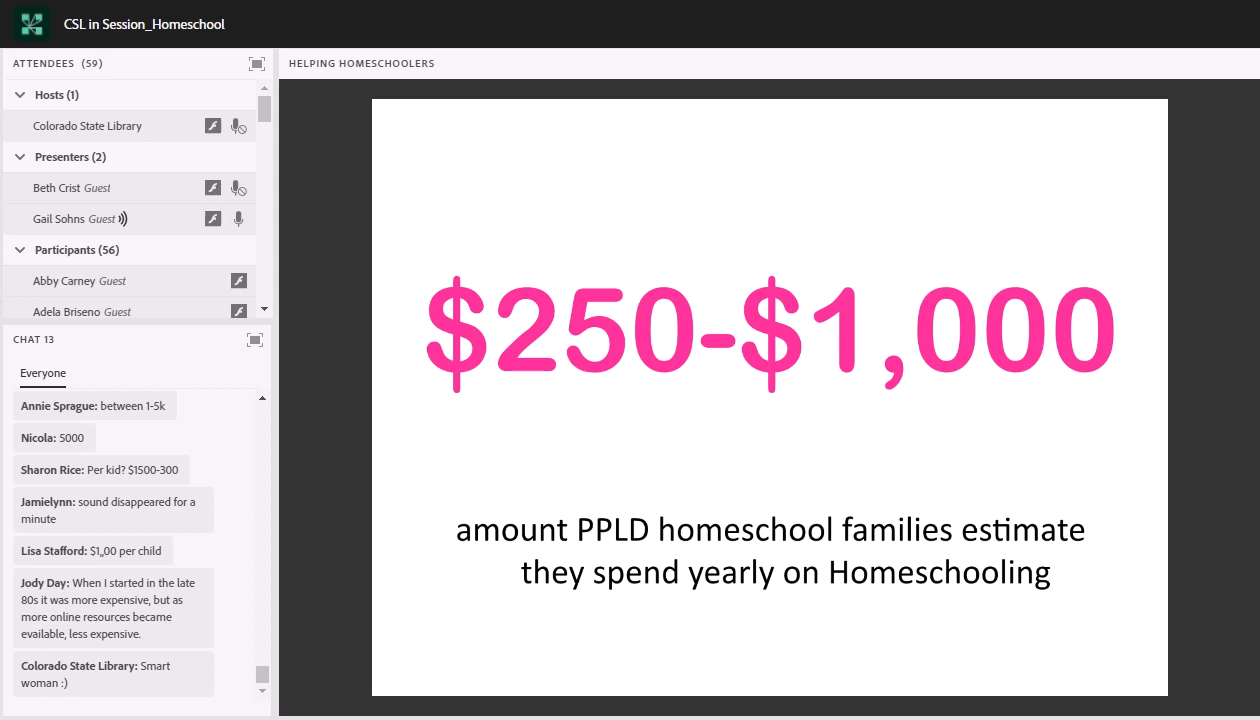 CSL in Session_Homeschool
ATTENDEES (59)
Hosts (1)
Colorado State Library
Presenters (2)
Beth Crist Guest
Gail Sohns Guest
Participants (56)
Abby Carney Guest
Adela Briseno Guest
CHAT 13
Everyone
Annie Sprague: between 1-5k
Nicola: 5000
Sharon Rice: Per kid? $1500-300
Jamielynn: sound disappeared for a
minute
Lisa Stafford: $1,,00 per child
Jody Day: When I started in the late
80s it was more expensive, but as
more online resources became
evailable, less expensive.
Colorado State Library: Smart
woman :)
HELPING HOMESCHOOLERS
$250-$1,000
amount PPLD homeschool families estimate
they spend yearly on Homeschooling